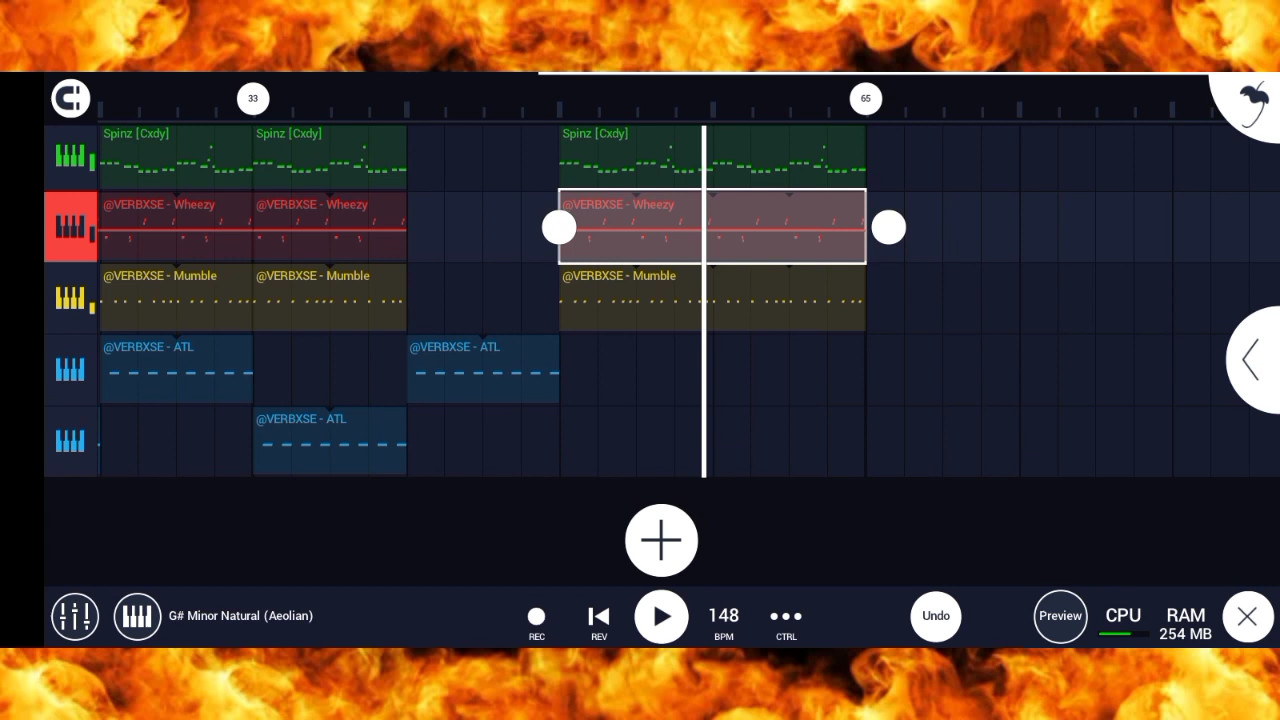 33
65
Spinz [Cxdy]
Spinz [Cxdy]
Spinz [Cxdy]
@VERBXSE - Wheezy
@VERBXSE - Wheezy
@VERBXSE - Wheezy
@VERBXSE - Mumble
@VERBXSE - Mumble
@VERBXSE - Mumble
@VERBXSE - ATL
@VERBXSE - ATL
@VERBXSE - ATL
G# Minor Natural (Aeolian)
REC
REV
148
BPM
CTRL
Undo
Preview
CPU
RAM
254 MB